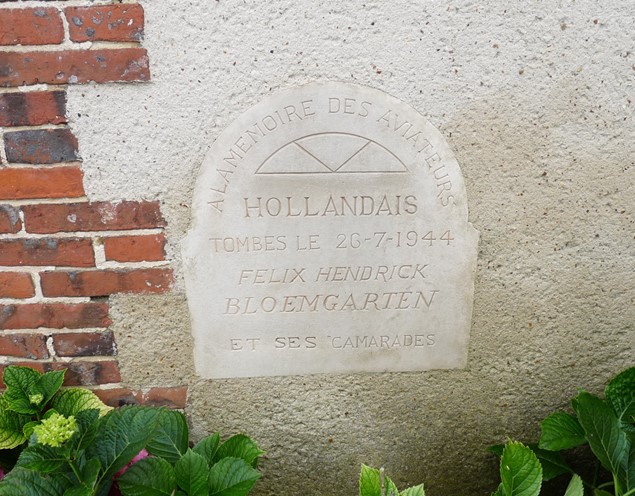 A LA MEMOIRE DES AVIATEURS
HOLLANDAIS
TOMBES LE 26-7-1944
FELIX HENDRICK
BLOEMGARTEN
ET SES CAMARADES